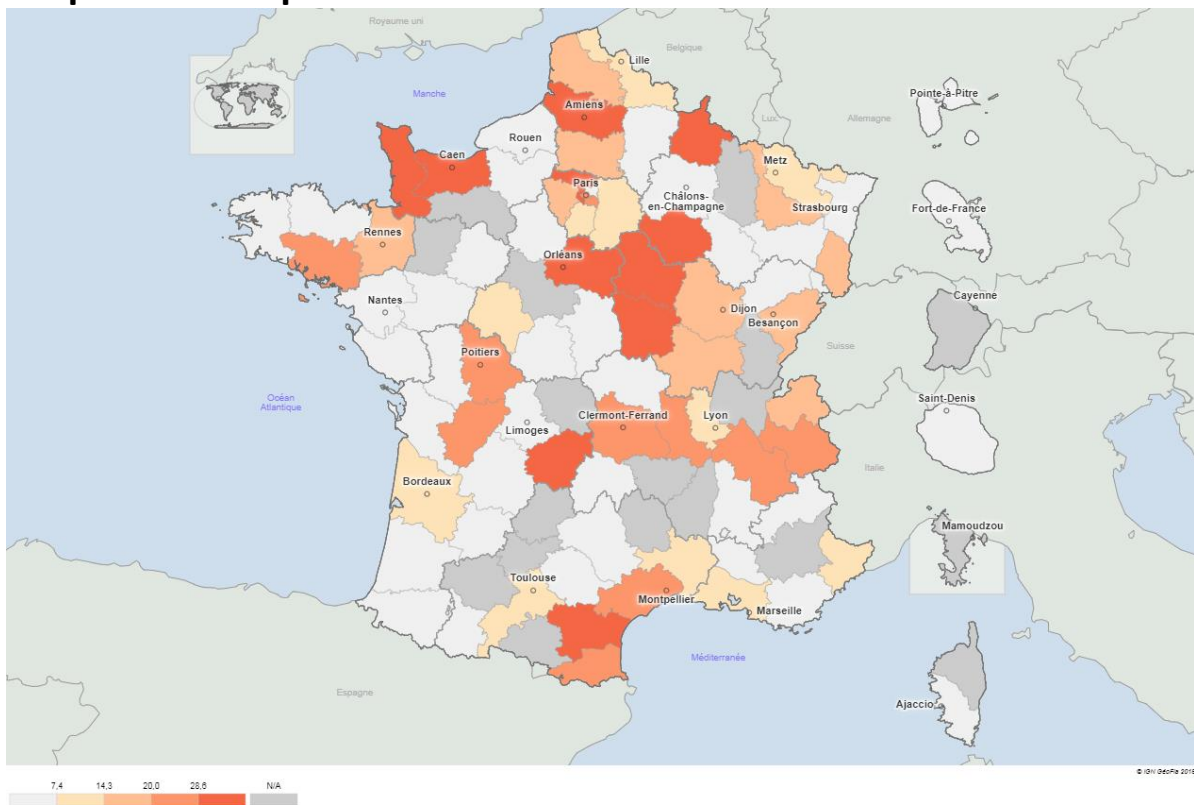 Royaume uni
Belgique
Lille
Manche
Amiens
Pointe-à-Pitre
Lux.
Allemagne
Rouen
Caen
Metz
Paris
Châlons-
en-Champagne
Strasbourg
Fort-de-France
Rennes
Orléans
Nantes
Dijon
Besançon
Cayenne
Suisse
Poitiers
Océan
Atlantique
Saint-Denis
Clermont-Ferrand
Lyon
Limoges
Italie
Bordeaux
Mamoudzou
Toulouse
Montpellier
Marseille
Méditerranée
Espagne
Ajaccio
© IGN GéoFla 2016
7,4 14,3 20,0 28,6 N/A